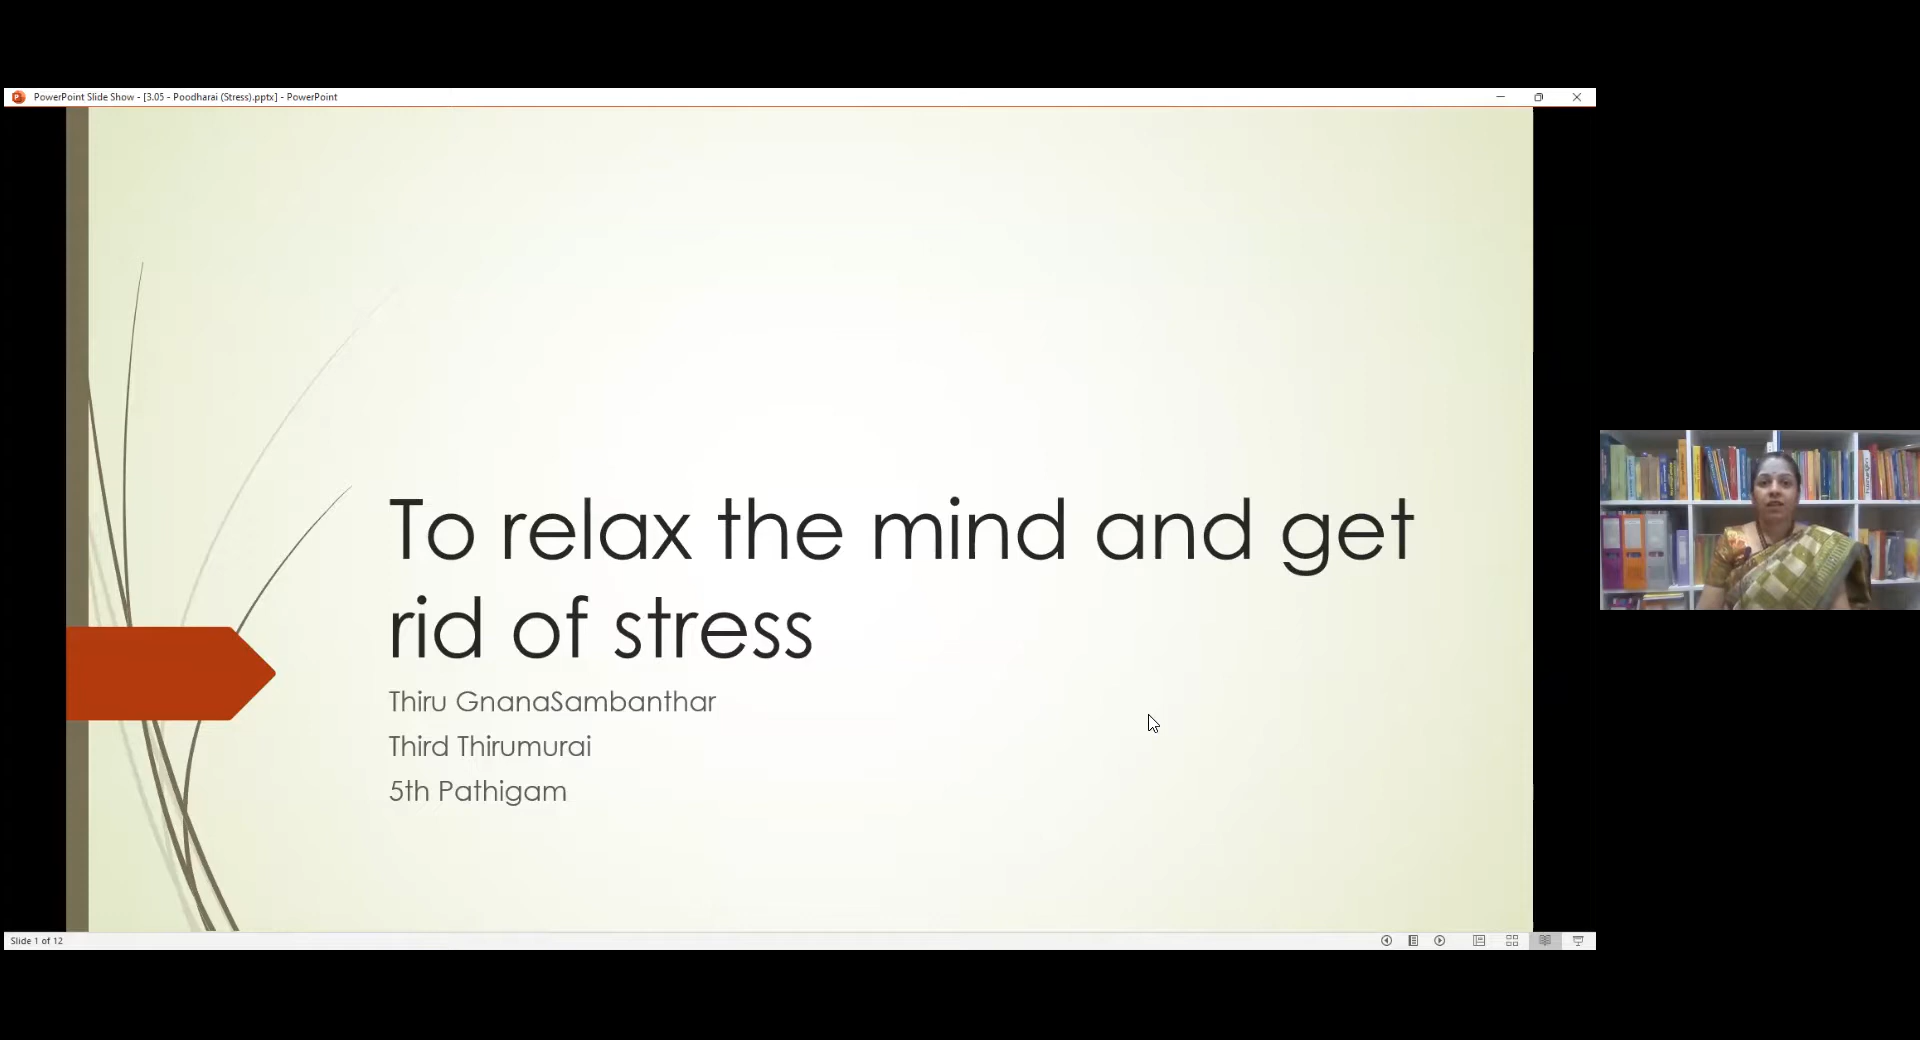 PowerPoint Slide Show - [3.05 - Poodharai (Stress).pptx] - PowerPoint
To relax the mind and get
rid of stress
Thiru GnanaSambanthar
Third Thirumurai
5th Pathigam
Slide 1 of 12